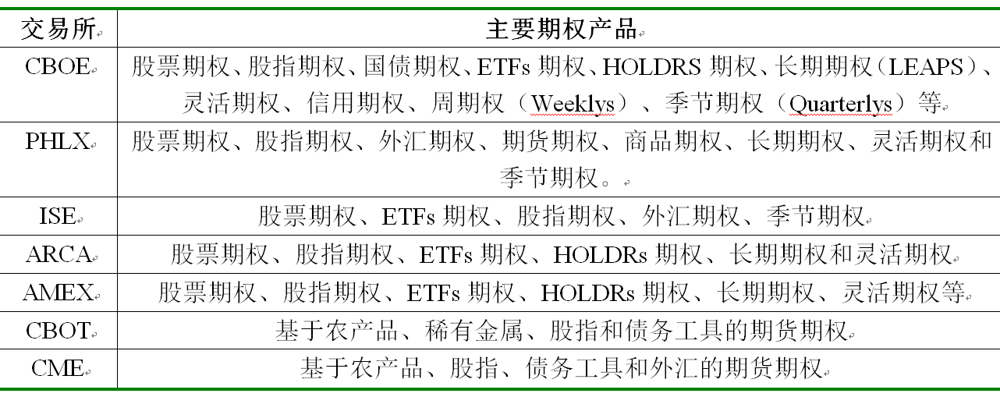 交易所 主要期权产品
CBOE 股票期权、股指期权、国债期权、ETFs 期权、HOLDRS 期权、长期期权（LEAPS）、
灵活期权、信用期权、周期权（Weeklys）、季节期权（Quarterlys）等
PHLX 股票期权、股指期权、外汇期权、期货期权、商品期权、长期期权、灵活期权和
季节期权。
ISE 股票期权、ETFs 期权、股指期权、外汇期权、季节期权
ARCA 股票期权、股指期权、ETFs 期权、HOLDRs 期权、长期期权和灵活期权
AMEX 股票期权、股指期权、ETFs 期权、HOLDRs 期权、长期期权、灵活期权等
CBOT 基于农产品、稀有金属、股指和债务工具的期货期权
CME 基于农产品、股指、债务工具和外汇的期货期权